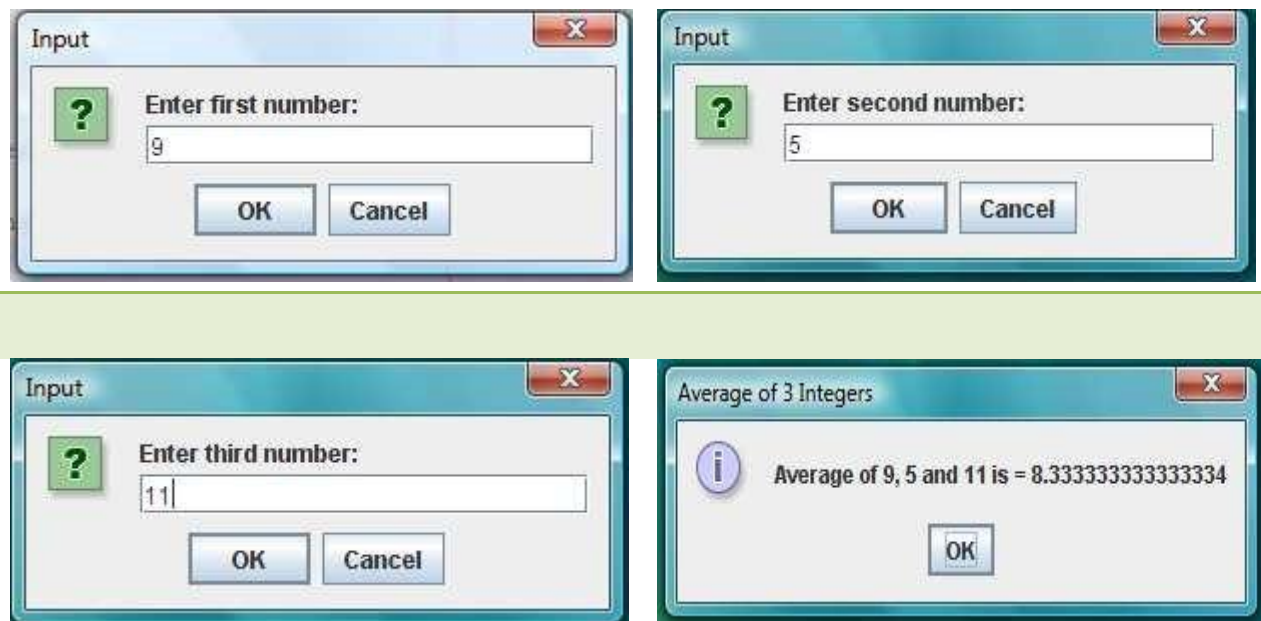 Input
Enter first number:
9
OK Cancel
Input
Enter second number:
5
OK Cancel
Input
Enter third number:
11
OK Cancel
Average of 3 Integers
Average of 9, 5 and 11 is = 8.333333333333334
OK